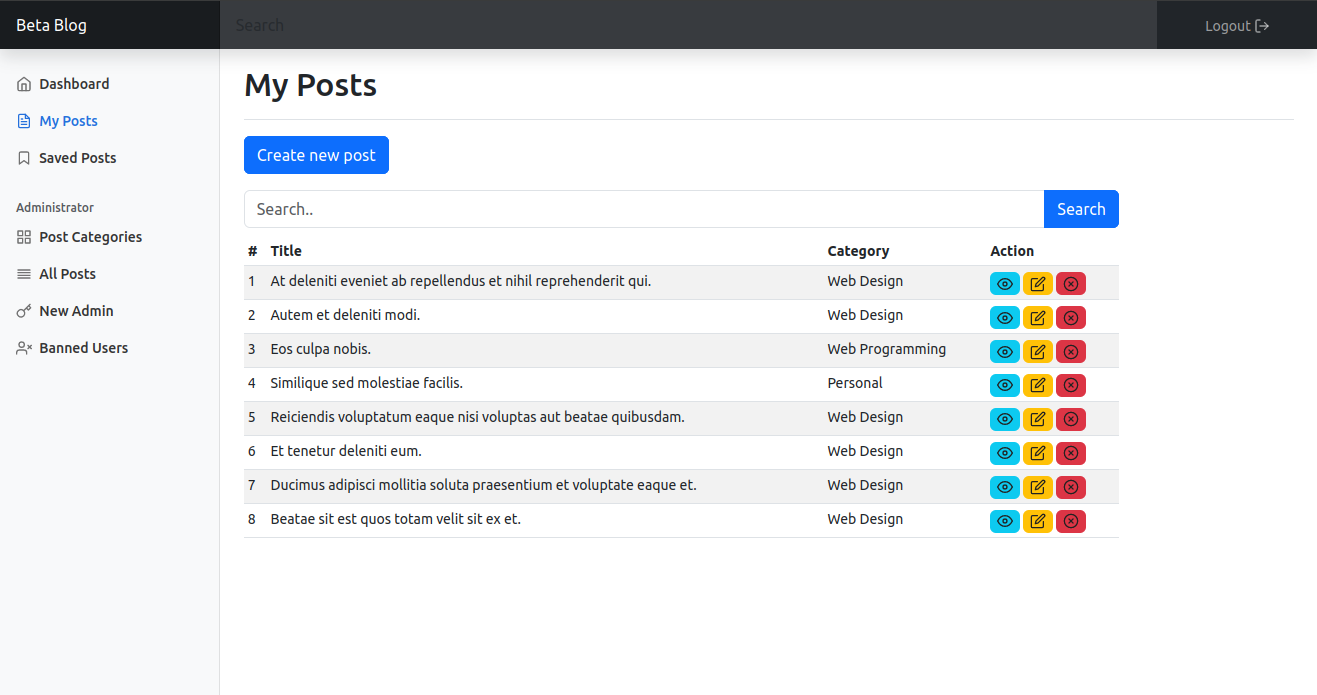 Beta Blog
Search
Logout
Dashboard
My Posts
Saved Posts
Administrator
Post Categories
All Posts
New Admin
Banned Users
My Posts
Create new post
Search.. Search
# Title Category Action
1 At deleniti eveniet ab repellendus et nihil reprehenderit qui. Web Design
2 Autem et deleniti modi. Web Design
3 Eos culpa nobis. Web Programming
4 Similique sed molestiae facilis. Personal
5 Reiciendis voluptatum eaque nisi voluptas aut beatae quibusdam. Web Design
6 Et tenetur deleniti eum. Web Design
7 Ducimus adipisci mollitia soluta praesentium et voluptate eaque et. Web Design
8 Beatae sit est quos totam velit sit ex et. Web Design